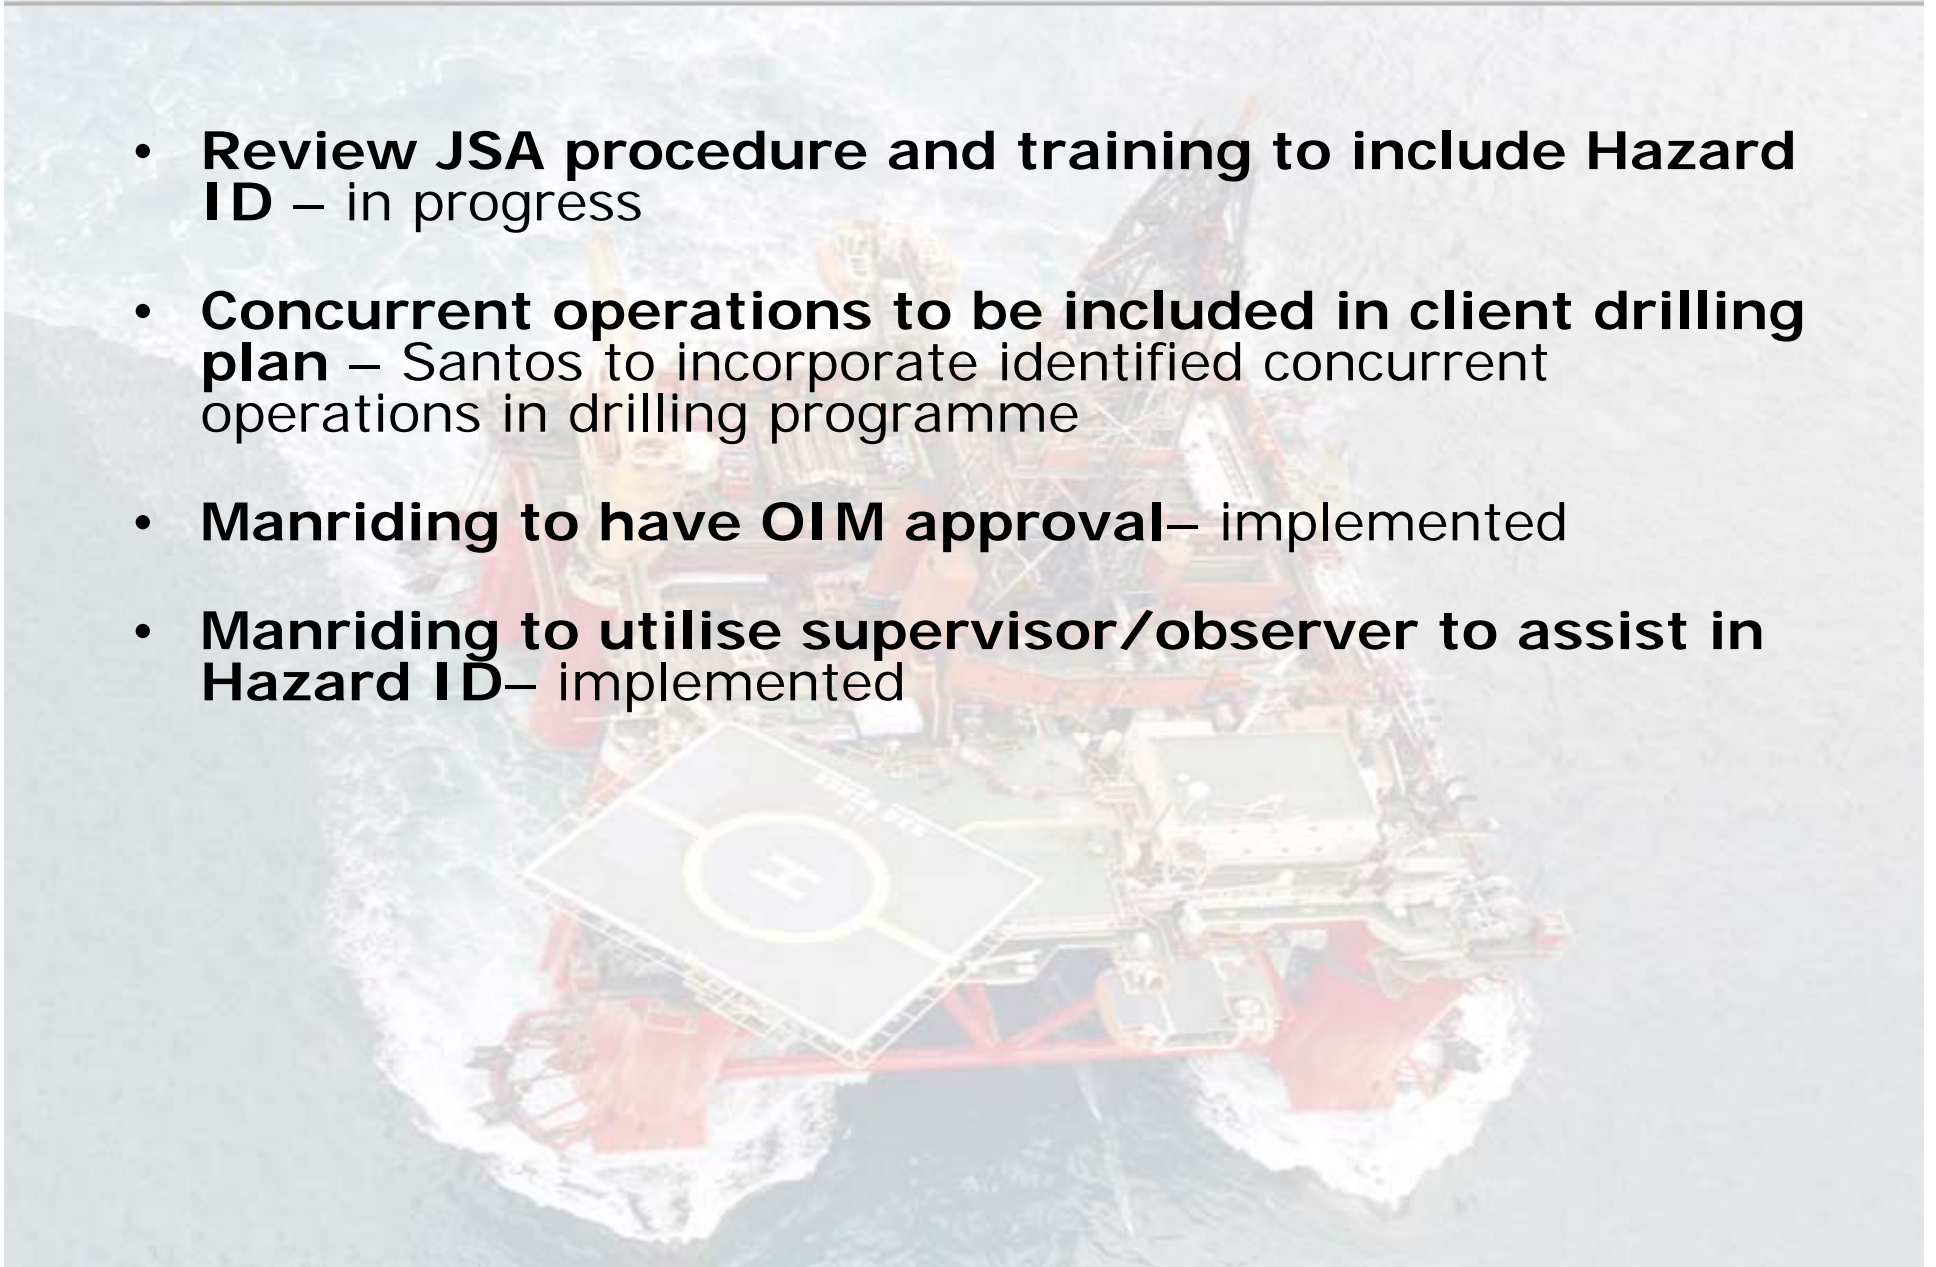 • Review JSA procedure and training to include Hazard
ID – in progress
• Concurrent operations to be included in client drilling
plan – Santos to incorporate identified concurrent
operations in drilling programme
• Manriding to have OIM approval– implemented
• Manriding to utilise supervisor/observer to assist in
Hazard ID– implemented
H